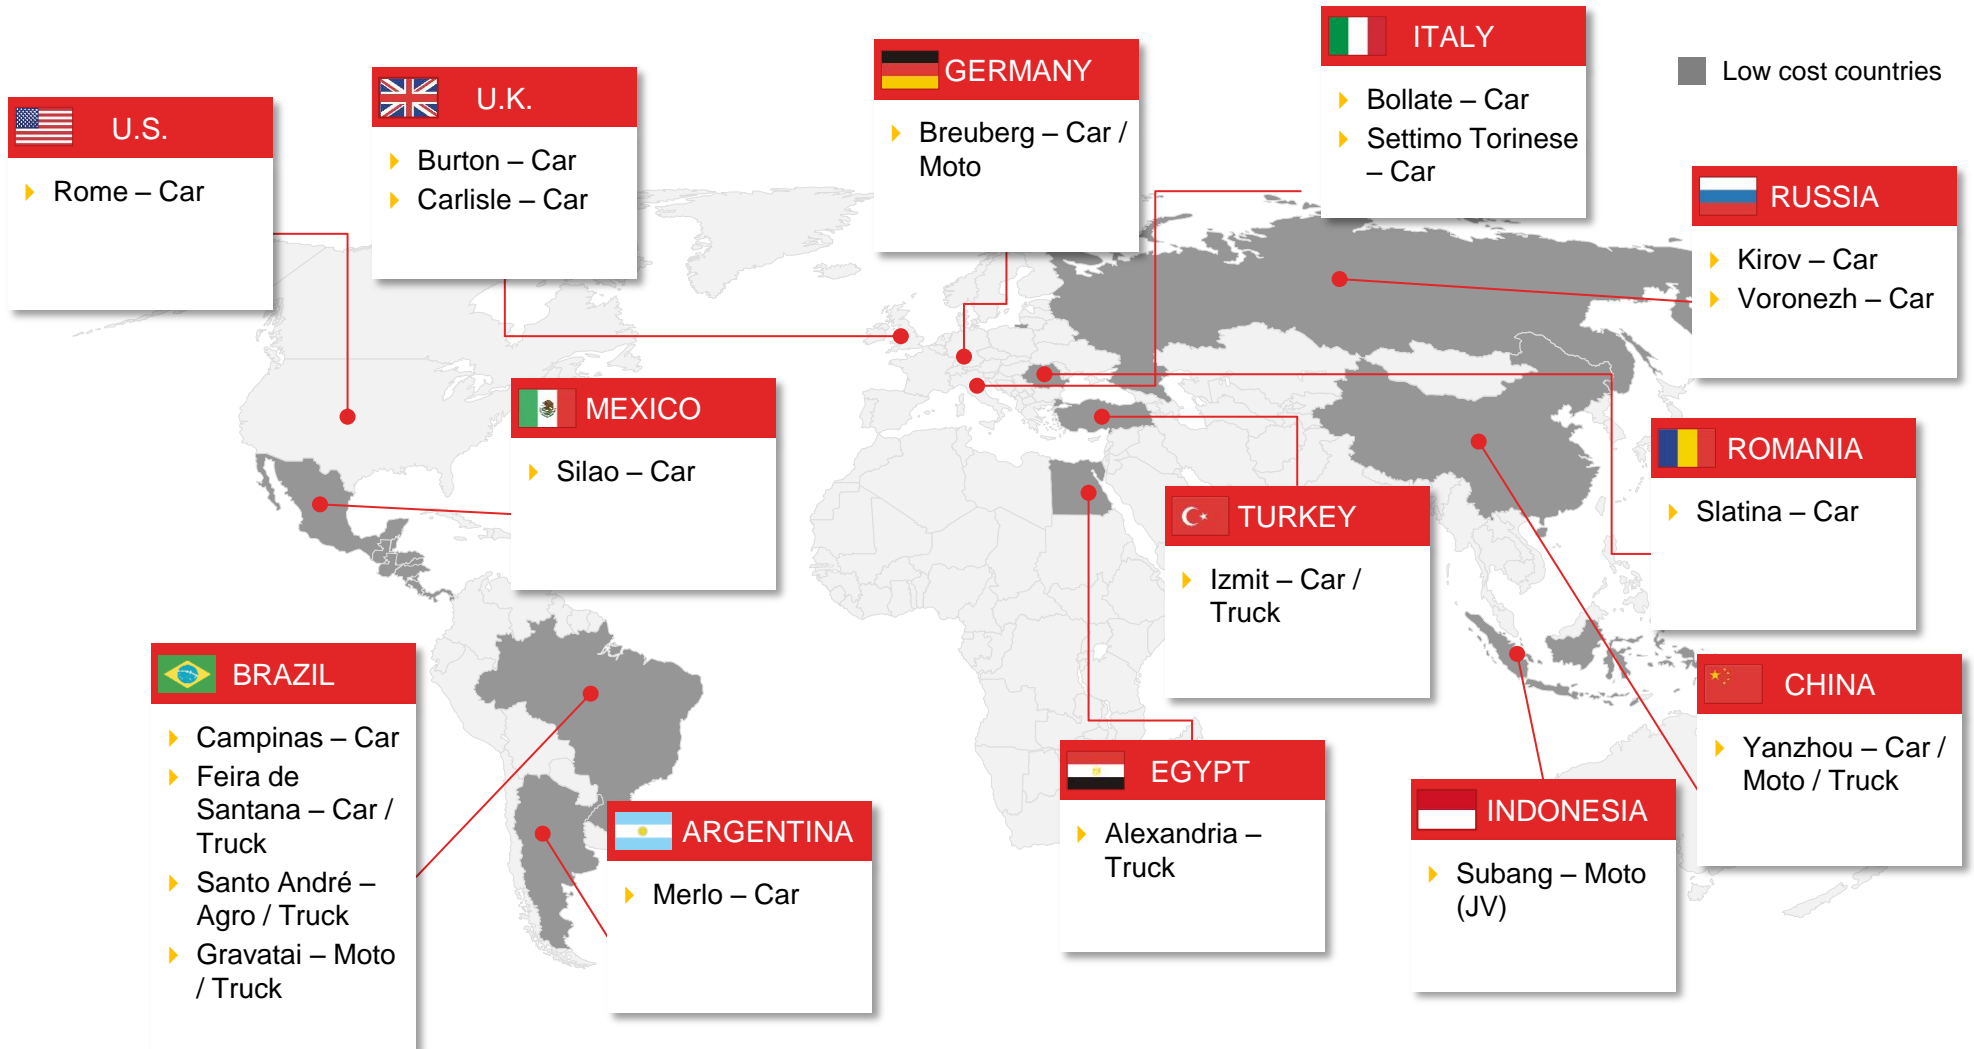 U.S.
Rome – Car
U.K.
Burton – Car
Carlisle – Car
GERMANY
Breuberg – Car /
Moto
ITALY
Bollate – Car
Settimo Torinese
– Car
Low cost countries
RUSSIA
Kirov – Car
Voronezh – Car
MEXICO
Silao – Car
ROMANIA
Slatina – Car
TURKEY
Izmit – Car /
Truck
BRAZIL
Campinas – Car
Feira de
Santana – Car /
Truck
Santo André –
Agro / Truck
Gravatai – Moto
/ Truck
ARGENTINA
Merlo – Car
EGYPT
Alexandria –
Truck
INDONESIA
Subang – Moto
(JV)
CHINA
Yanzhou – Car /
Moto / Truck